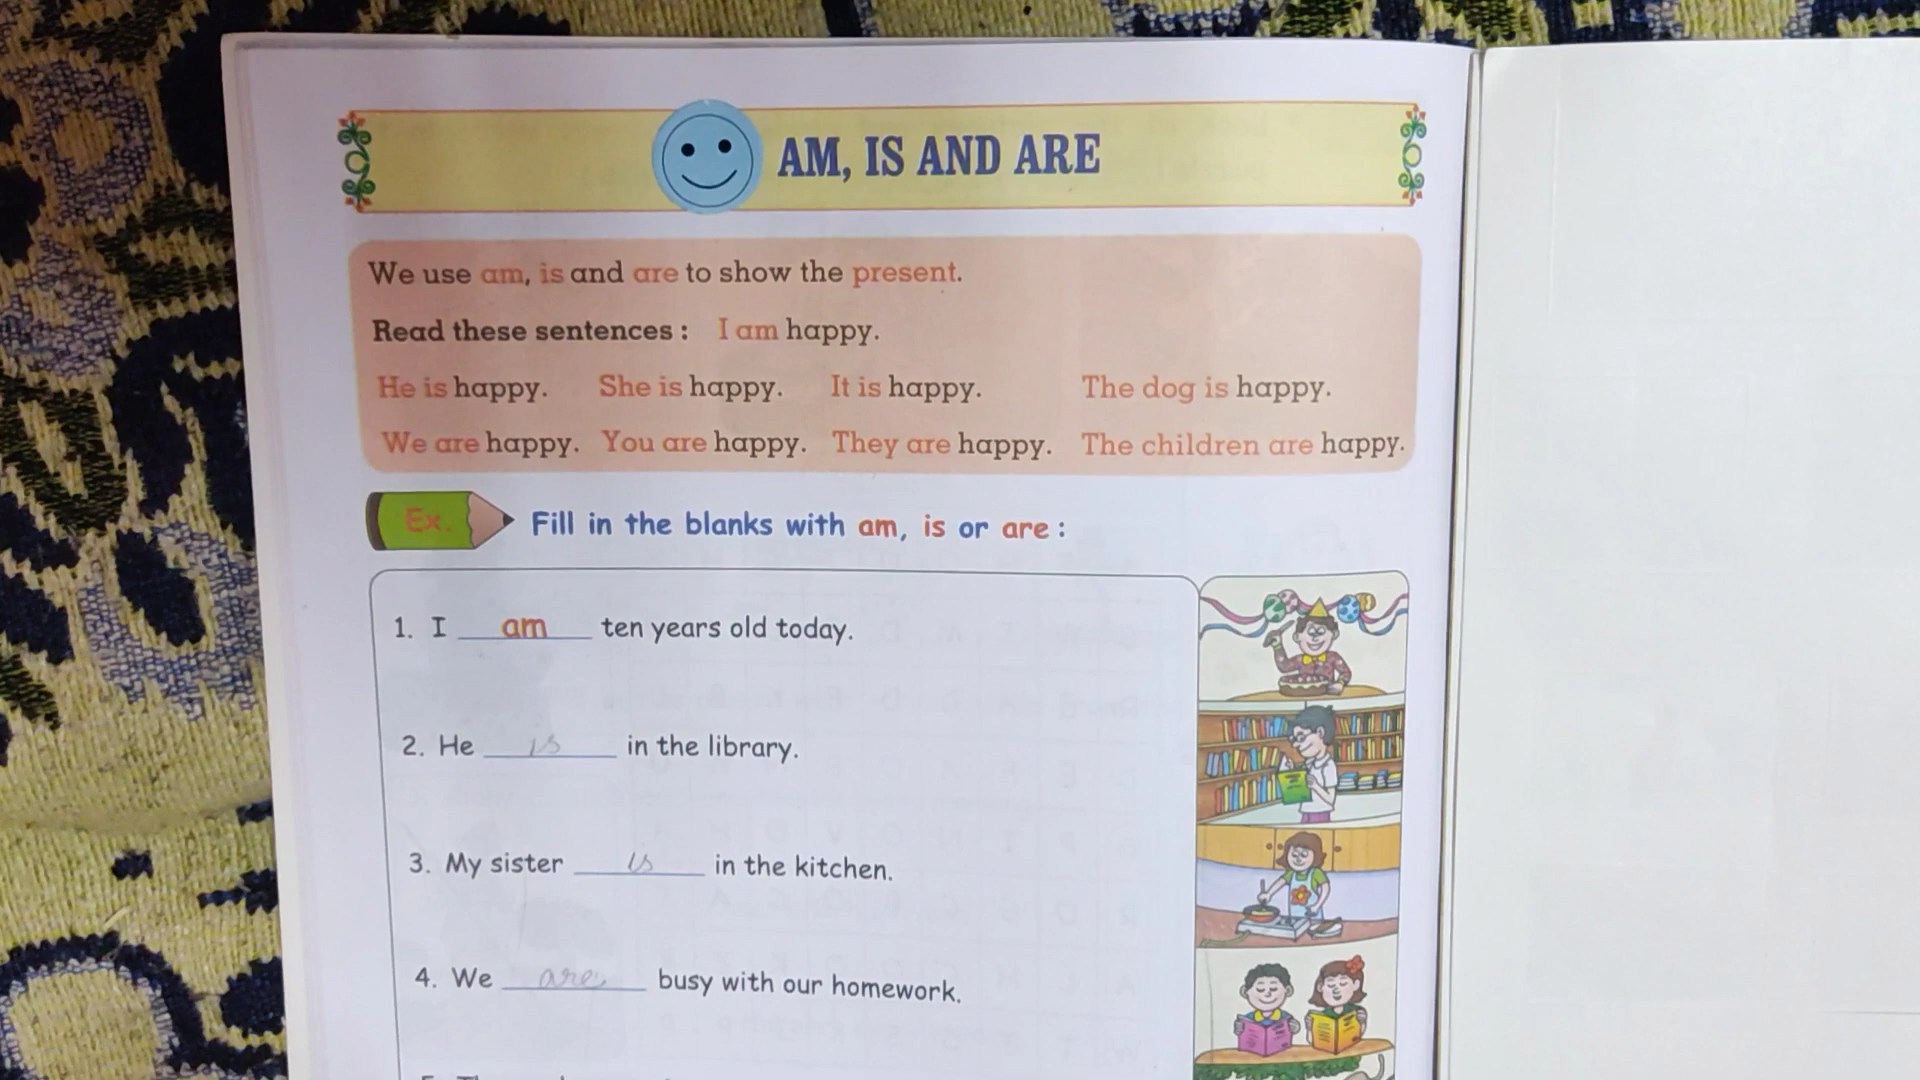 AM, IS AND ARE
We use am, is and are to show the present.
Read these sentences : I am happy.
He is happy. She is happy. It is happy. The dog is happy.
We are happy. You are happy. They are happy. The children are happy.
Ex. Fill in the blanks with am, is or are :
1. I am ten years old today.
2. He is in the library.
3. My sister is in the kitchen.
4. We are busy with our homework.